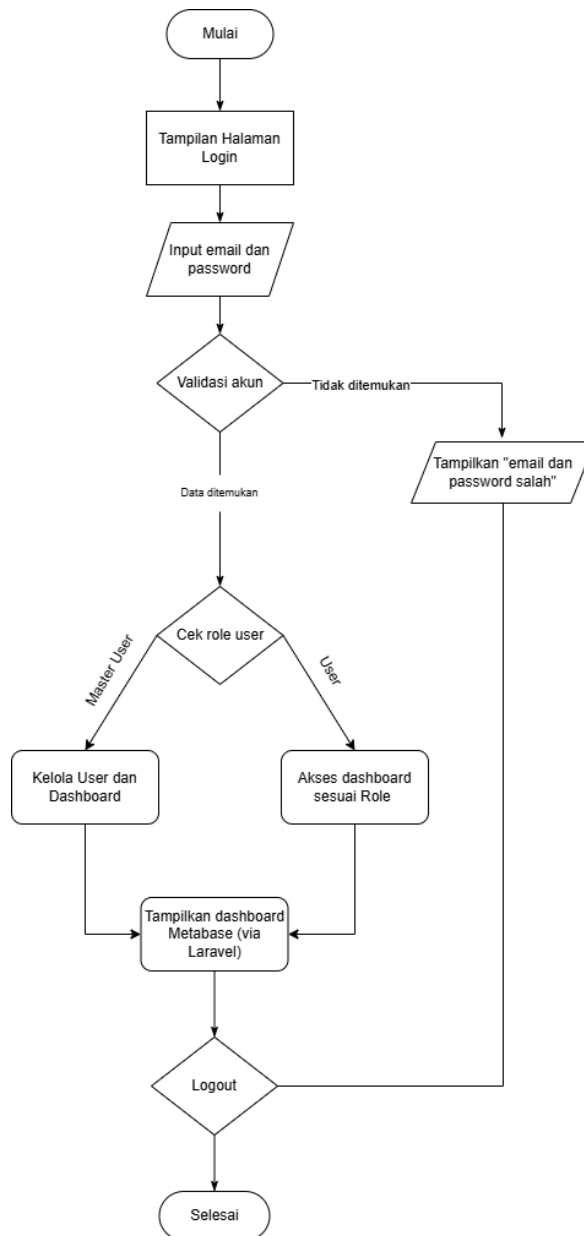 Mulai
Tampilan Halaman
Login
Input email dan
password
Validasi akun
Tidak ditemukan
Tampilkan "email dan
password salah"
Data ditemukan
Cek role user
Master User
User
Kelola User dan
Dashboard
Akses dashboard
sesuai Role
Tampilkan dashboard
Metabase (via
Laravel)
Logout
Selesai